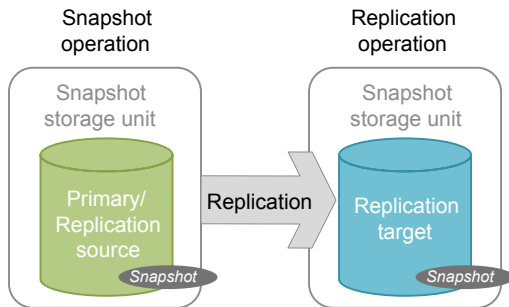 Snapshot
operation
Replication
operation
Snapshot
storage unit
Snapshot
storage unit
Primary/
Replication
source
Replication
Replication
target
Snapshot
Snapshot